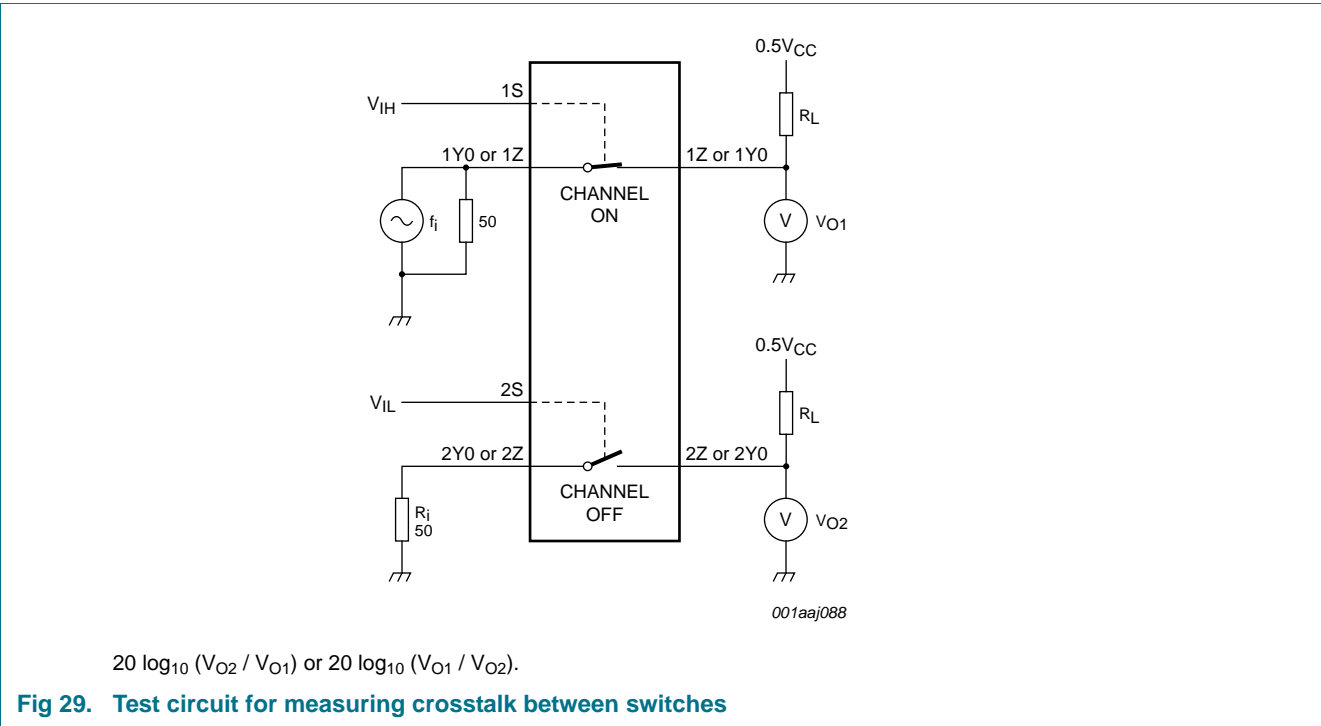 0.5VCC
RL
1S
VIH
1Y0 or 1Z
1Z or 1Y0
CHANNEL
ON
fi
50
V
VO1
0.5VCC
RL
2S
VIL
2Y0 or 2Z
2Z or 2Y0
CHANNEL
OFF
Ri
50
V
VO2
001aaj088
20 log10 (VO2 / VO1) or 20 log10 (VO1 / VO2).
Fig 29. Test circuit for measuring crosstalk between switches